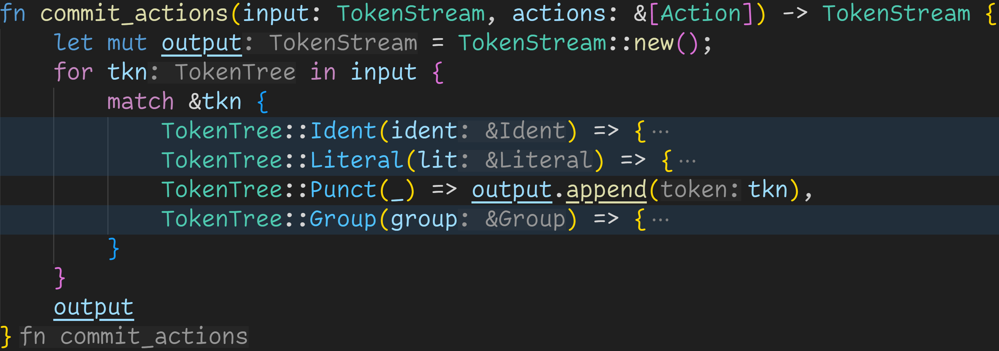 fn commit_actions(input: TokenStream, actions: &[Action]) -> TokenStream {
    let mut output: TokenStream = TokenStream::new();
    for tkn: TokenTree in input {
        match &tkn {
            TokenTree::Ident(ident: &Ident) => {⋯
            TokenTree::Literal(lit: &Literal) => {⋯
            TokenTree::Punct(_) => output.append(token: tkn),
            TokenTree::Group(group: &Group) => {⋯
        }
    }
    output
} fn commit_actions